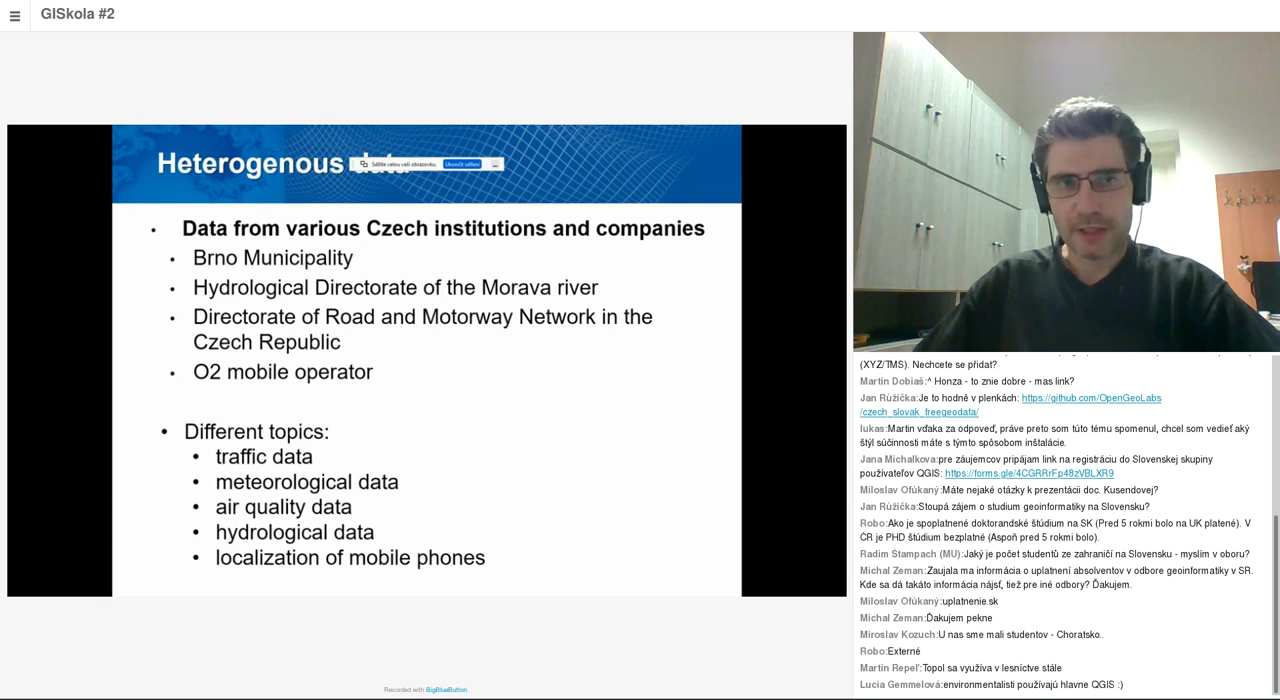 GISkola #2
Heterogenous data
Sdílíte celou vaši obrazovku.
Ukončit sdílení
• Data from various Czech institutions and companies
• Brno Municipality
• Hydrological Directorate of the Morava river
• Directorate of Road and Motorway Network in the
Czech Republic
• O2 mobile operator
• Different topics:
• traffic data
• meteorological data
• air quality data
• hydrological data
• localization of mobile phones
Recorded with BigBlueButton.
(XYZ/TMS). Nechcete se přidat?
Martin Dobiaš:^ Honza - to znie dobre - mas link?
Jan Růžička:Je to hodně v plenkách: https://github.com/OpenGeoLabs
/czech_slovak_freegeodata/
lukas:Martin vďaka za odpoveď, práve preto som túto tému spomenul, chcel som vedieť aký
štýl súčinnosti máte s týmto spôsobom inštalácie.
Jana Michalkova:pre záujemcov pripájam link na registráciu do Slovenskej skupiny
používateľov QGIS: https://forms.gle/4CGRRrFp48zVBLXR9
Miloslav Ofúkaný:Máte nejaké otázky k prezentácii doc. Kusendovej?
Jan Růžička:Stoupá zájem o studium geoinformatiky na Slovensku?
Robo:Ako je spoplatnené doktorandské štúdium na SK (Pred 5 rokmi bolo na UK platené). V
ČR je PHD štúdium bezplatné (Aspoň pred 5 rokmi bolo).
Radim Štampach (MU):Jaký je počet studentů ze zahraničí na Slovensku - myslím v oboru?
Michal Zeman:Zaujala ma informácia o uplatnení absolventov v odbore geoinformatiky v SR.
Kde sa dá takáto informácia nájsť, tiež pre iné odbory? Ďakujem.
Miloslav Ofúkaný:uplatnenie.sk
Michal Zeman:Ďakujem pekne
Miroslav Kozuch:U nas sme mali studentov - Choratsko..
Robo:Externé
Martin Repeľ:Topol sa využíva v lesníctve stále
Lucia Gemmelová:environmentalisti používajú hlavne QGIS :)